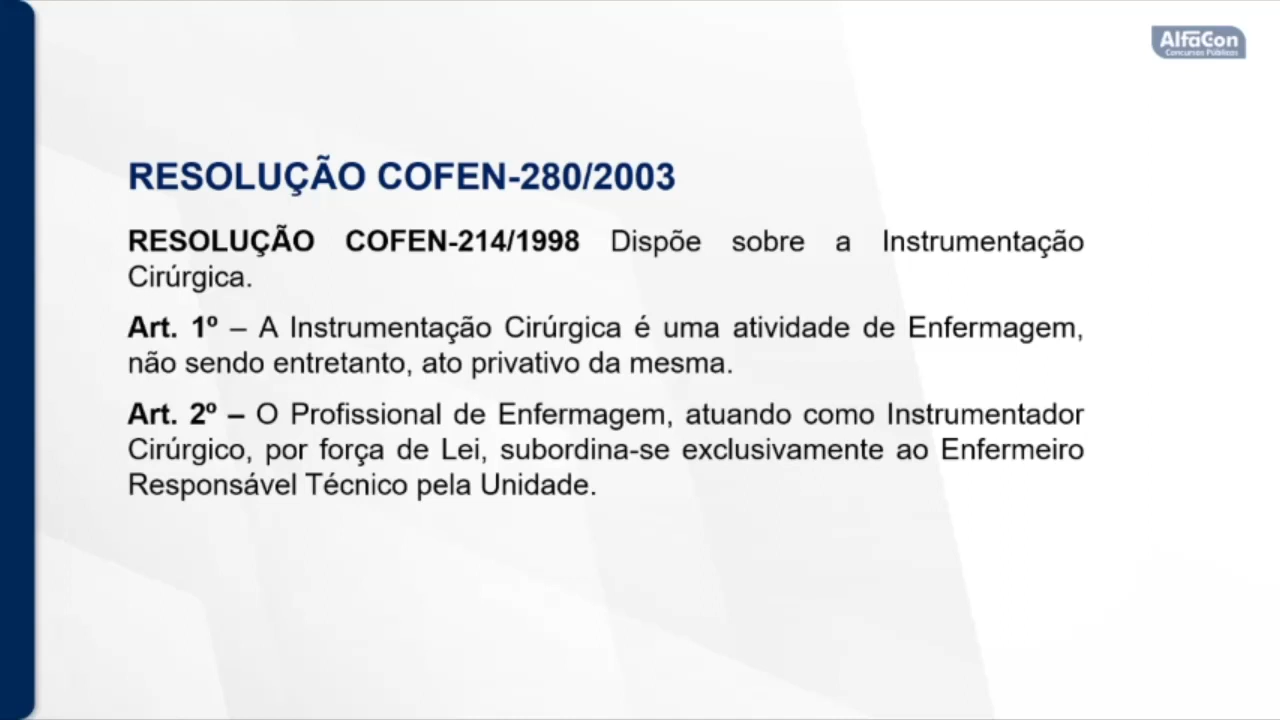 AlfaCon
Concursos Públicos
RESOLUÇÃO COFEN-280/2003
RESOLUÇÃO COFEN-214/1998 Dispõe sobre a Instrumentação
Cirúrgica.
Art. 1º – A Instrumentação Cirúrgica é uma atividade de Enfermagem,
não sendo entretanto, ato privativo da mesma.
Art. 2º – O Profissional de Enfermagem, atuando como Instrumentador
Cirúrgico, por força de Lei, subordina-se exclusivamente ao Enfermeiro
Responsável Técnico pela Unidade.